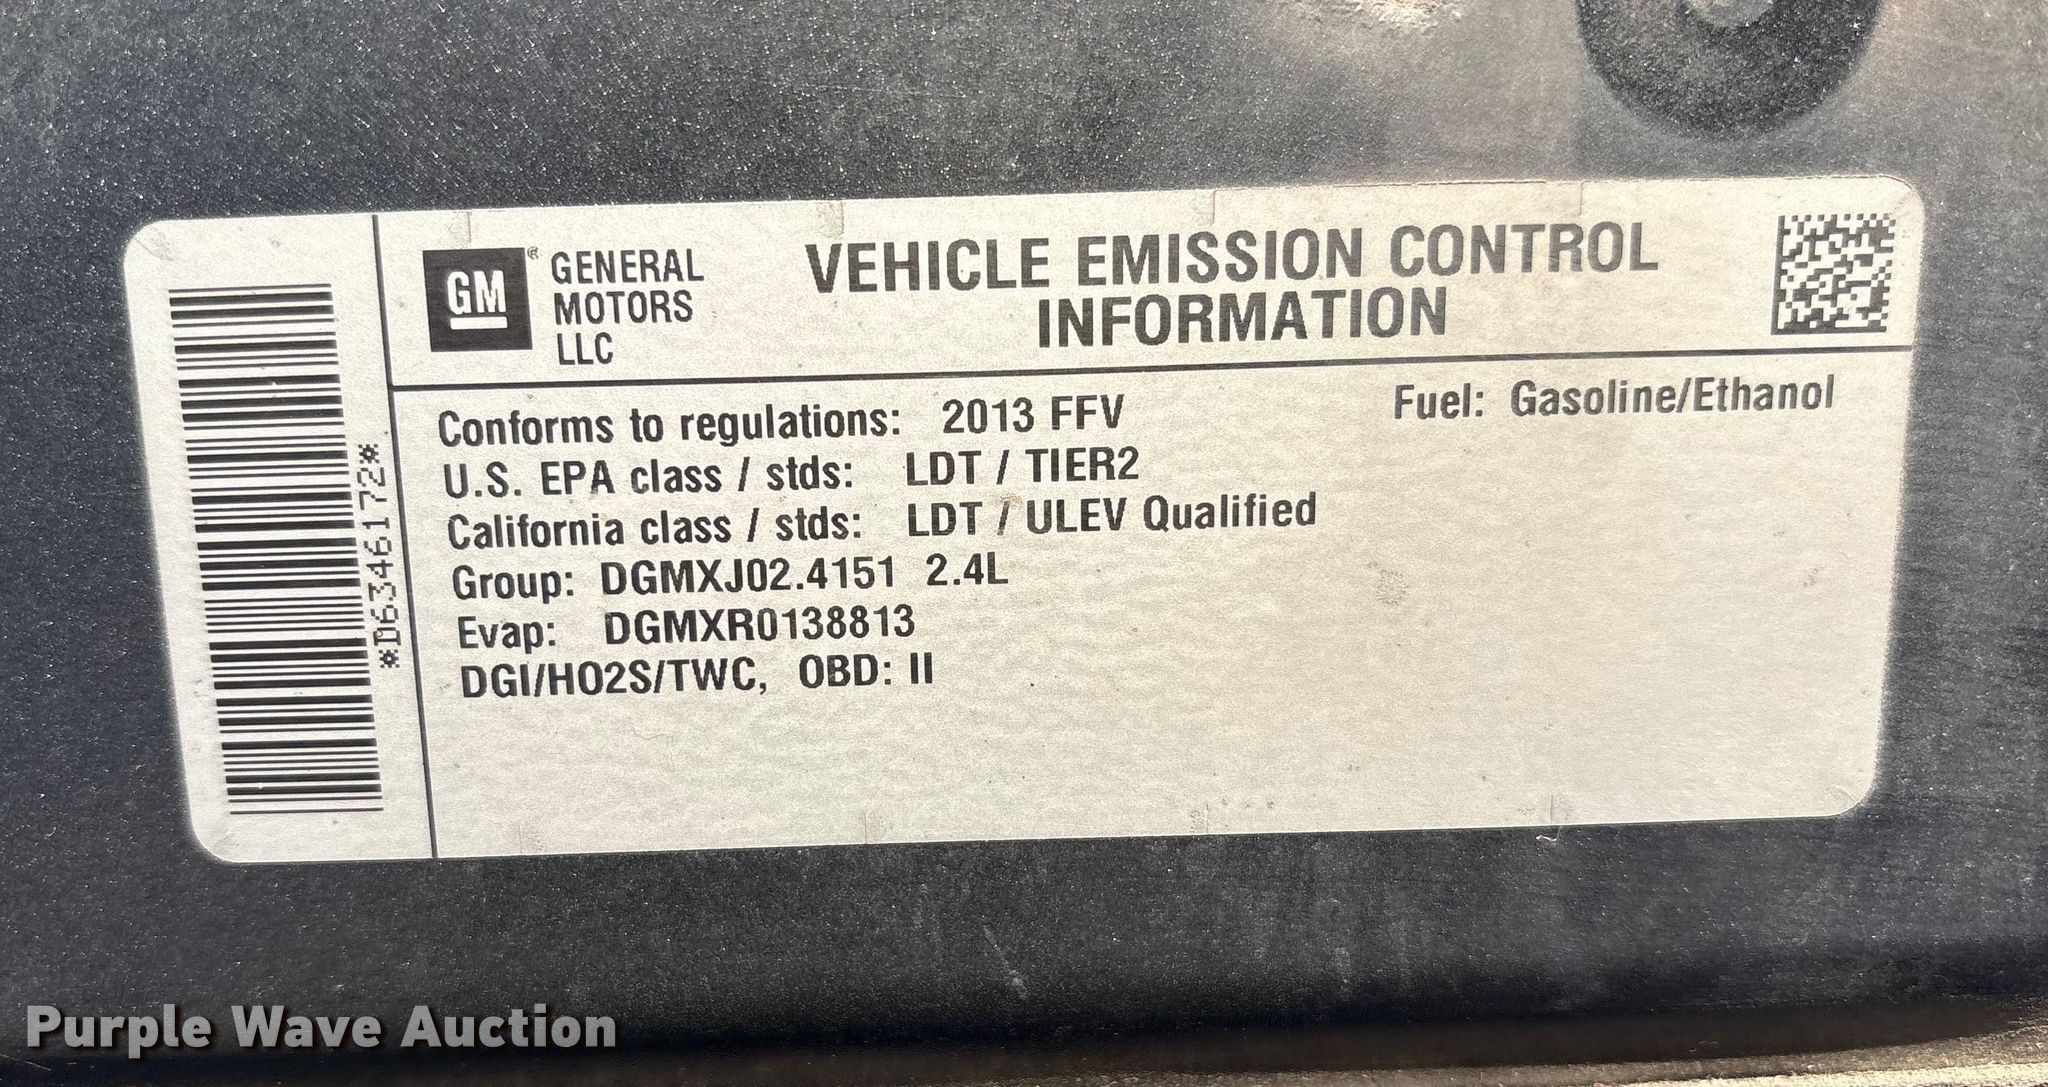 *D63446172*
GM
®
GENERAL
MOTORS
LLC
VEHICLE EMISSION CONTROL
INFORMATION
Conforms to regulations: 2013 FFV
Fuel: Gasoline/Ethanol
U.S. EPA class / stds: LDT / TIER2
California class / stds: LDT / ULEV Qualified
Group: DGMXJ02.4151 2.4L
Evap: DGMXR0138813
DGI/HO2S/TWC, OBD: II
Purple Wave Auction